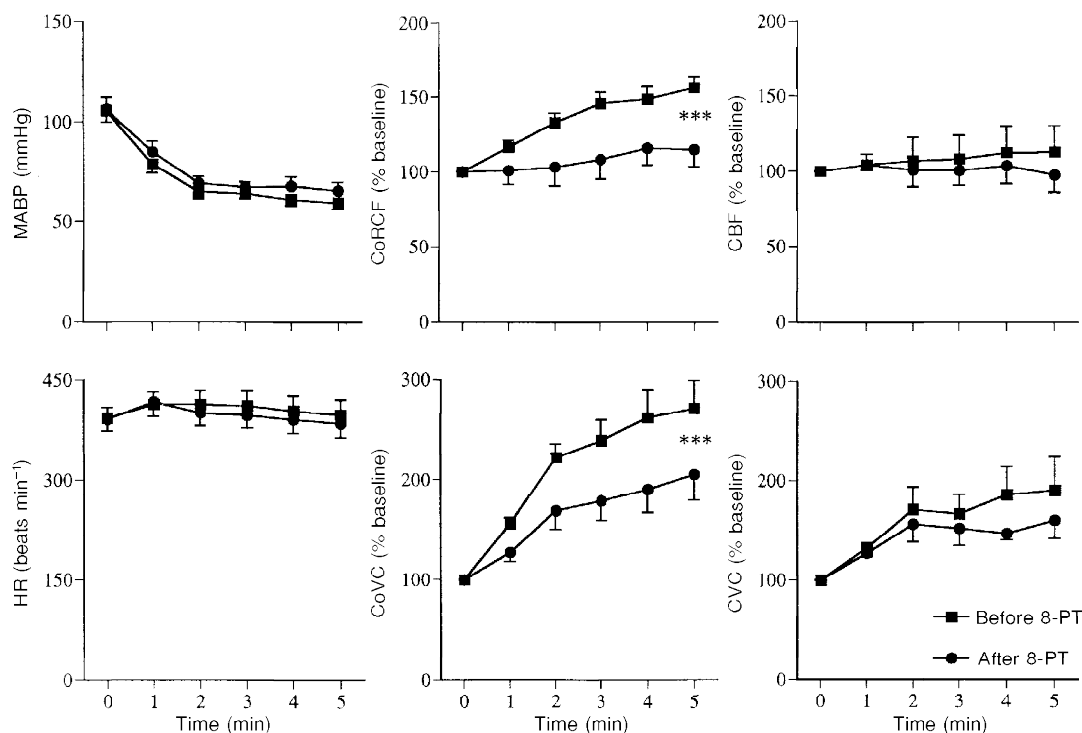 MABP (mmHg)
150
100
50
0
CoRCF (% baseline)
200
150
100
50
0
***
CBF (% baseline)
200
150
100
50
0
HR (beats min⁻¹)
450
300
150
0
0 1 2 3 4 5
Time (min)
CoVC (% baseline)
300
200
100
0
***
0 1 2 3 4 5
Time (min)
CVC (% baseline)
300
200
100
0
Before 8-PT
After 8-PT
0 1 2 3 4 5
Time (min)